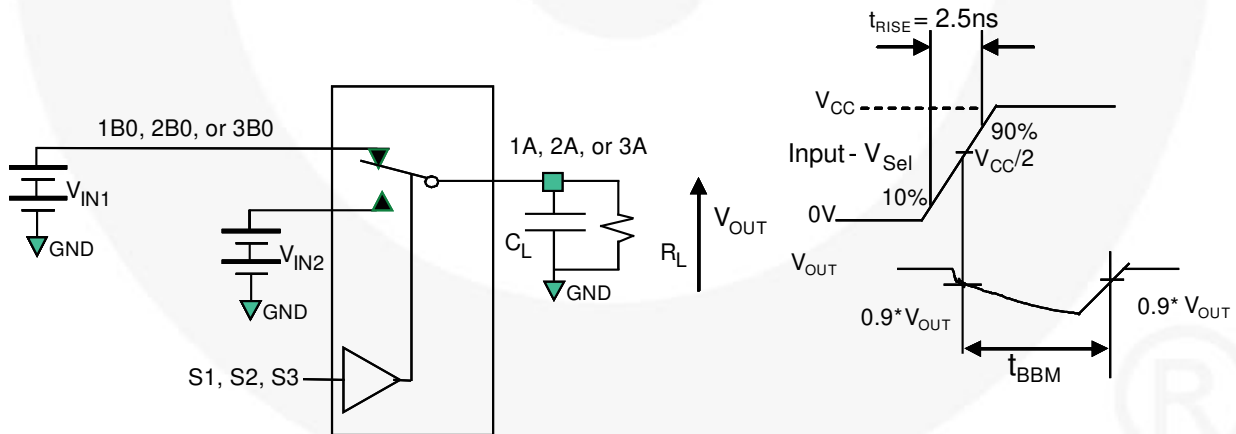 tRISE = 2.5ns
VCC
1B0, 2B0, or 3B0
1A, 2A, or 3A
90%
Input - VSel
VCC/2
VIN1
10%
0V
VOUT
GND
VIN2
CL
RL
VOUT
GND
GND
0.9* VOUT
0.9* VOUT
tBBM
S1, S2, S3
®